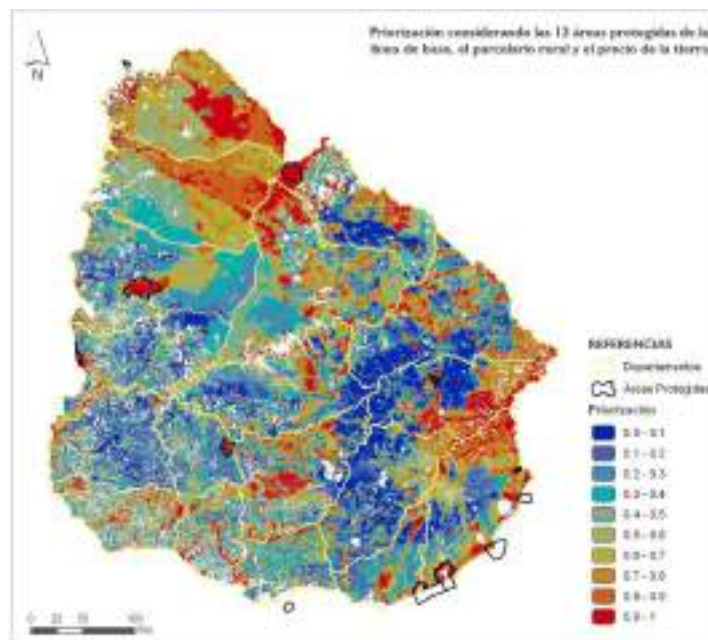 Priorización considerando las 13 áreas protegidas de la
línea de base, el parcelario rural y el precio de la tierra
N
REFERENCIAS
Departamentos
Áreas Protegidas
Priorización
0.0 - 0.1
0.1 - 0.2
0.2 - 0.3
0.3 - 0.4
0.4 - 0.5
0.5 - 0.6
0.6 - 0.7
0.7 - 0.8
0.8 - 0.9
0.9 - 1
0